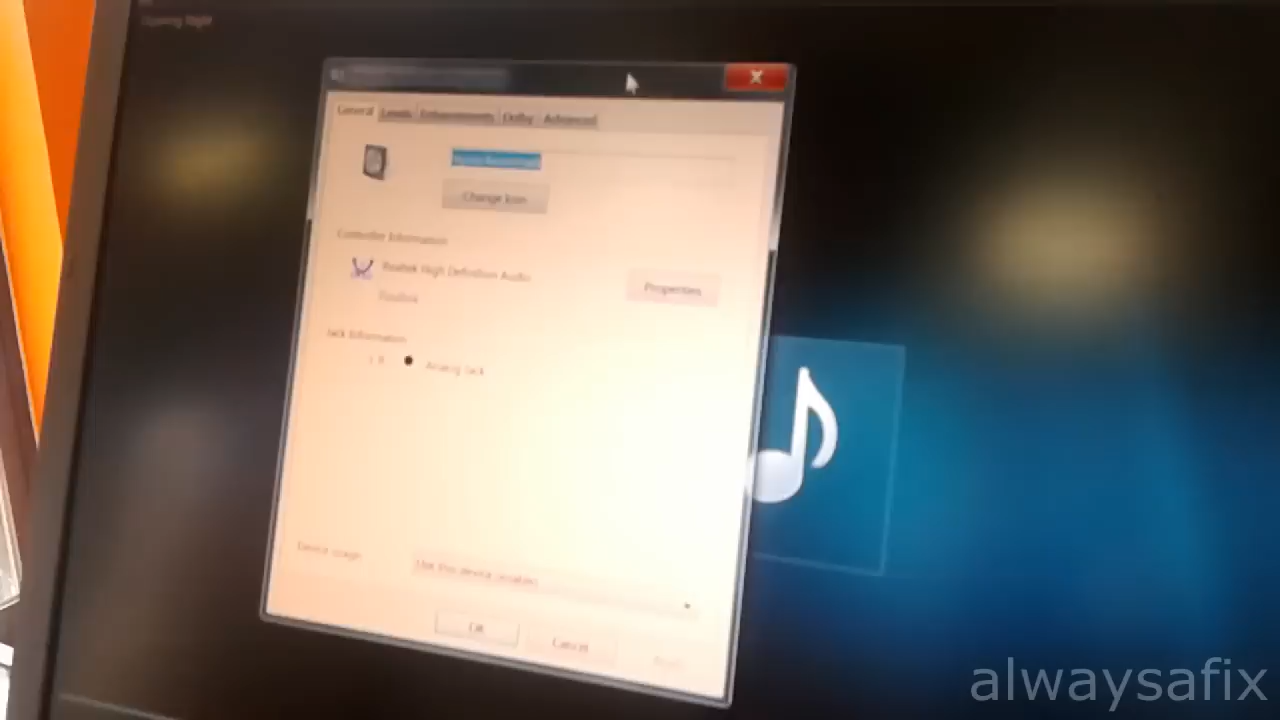 General Levels Enhancements Dolby Advanced
Change Icon
Controller Information
Realtek High Definition Audio
Properties
Realtek
Jack Information
L R Analog Jack
Device usage:
Use this device (enable)
OK Cancel Apply
alwaysafix